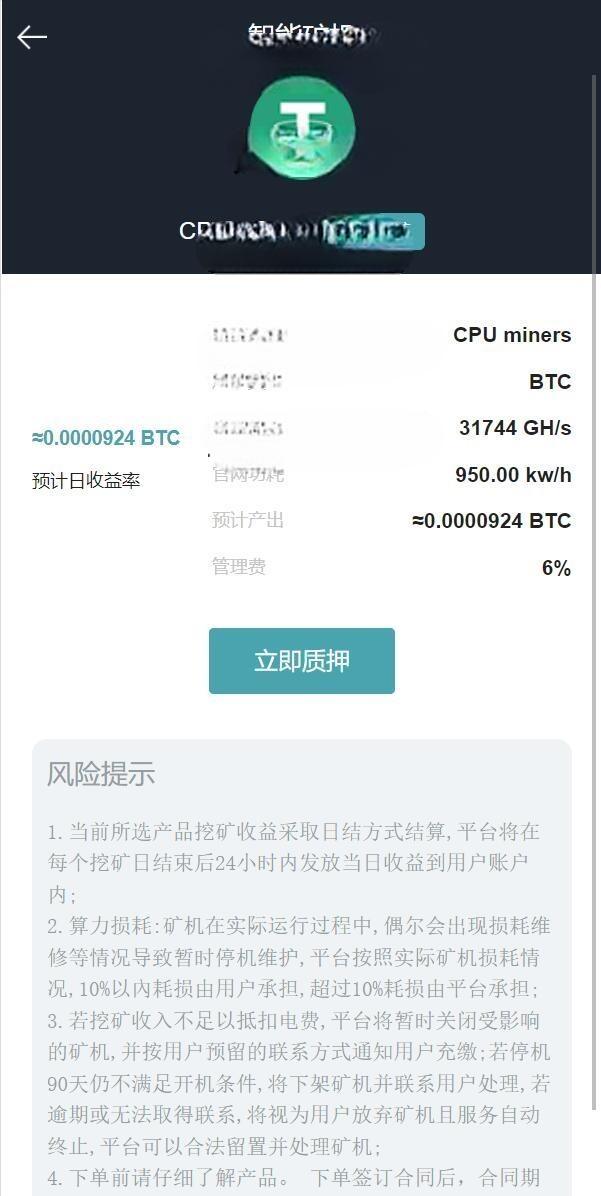 CPU miners
BTC
31744 GH/s
≈0.0000924 BTC
预计日收益率
官网功耗
950.00 kw/h
预计产出
≈0.0000924 BTC
管理费
6%
立即质押
风险提示
1.当前所选产品挖矿收益采取日结方式结算,平台将在
每个挖矿日结束后24小时内发放当日收益到用户账户
内;
2.算力损耗:矿机在实际运行过程中,偶尔会出现损耗维
修等情况导致暂时停机维护,平台按照实际矿机损耗情
况,10%以内耗损由用户承担,超过10%耗损由平台承担;
3.若挖矿收入不足以抵扣电费,平台将暂时关闭受影响
的矿机,并按用户预留的联系方式通知用户充缴;若停机
90天仍不满足开机条件,将下架矿机并联系用户处理,若
逾期或无法取得联系,将视为用户放弃矿机且服务自动
终止,平台可以合法留置并处理矿机;
4.下单前请仔细了解产品。 下单签订合同后，合同期